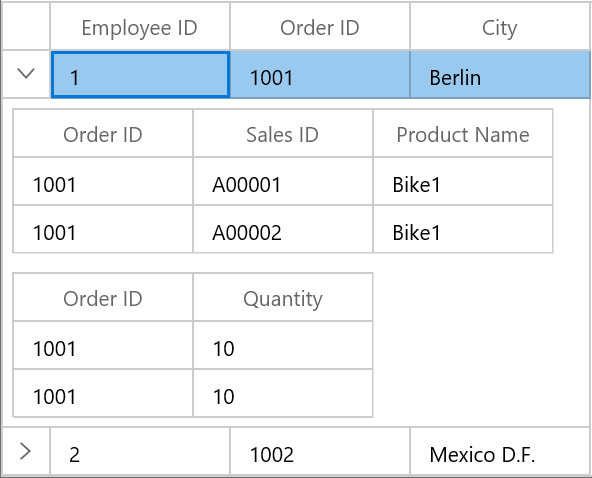 Employee ID Order ID City
1 1001 Berlin
Order ID Sales ID Product Name
1001 A00001 Bike1
1001 A00002 Bike1
Order ID Quantity
1001 10
1001 10
2 1002 Mexico D.F.